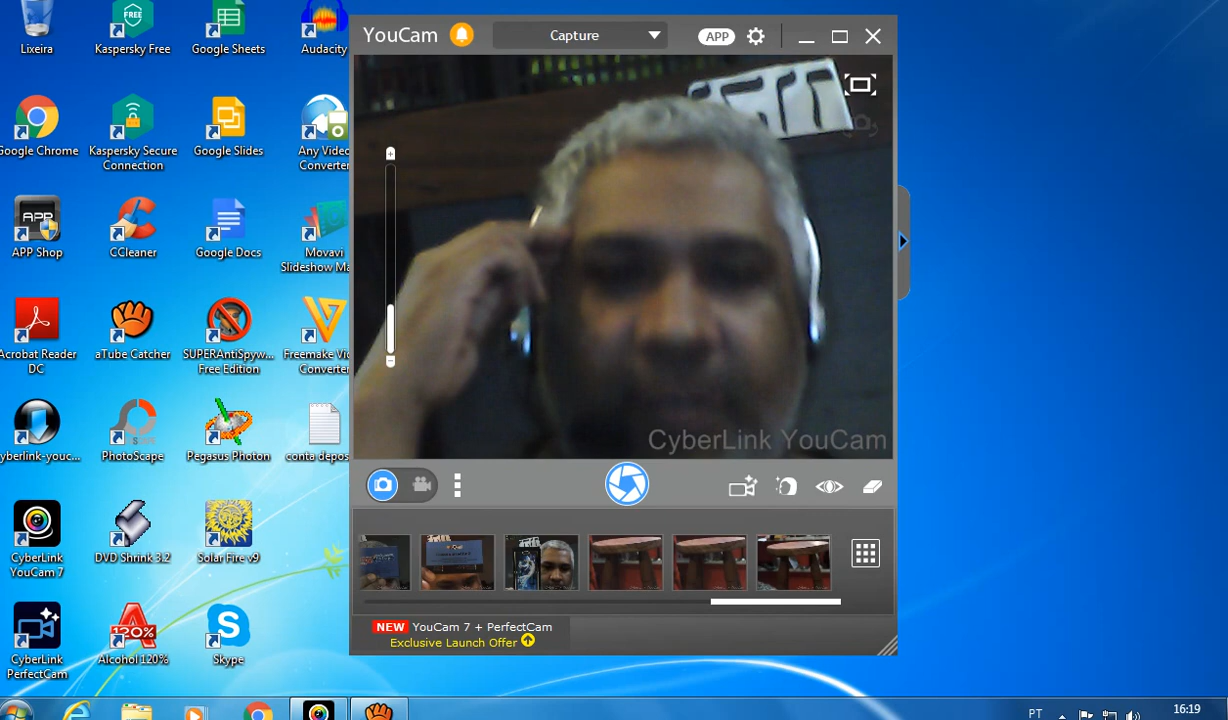 Lixeira
Kaspersky Free
Google Sheets
Audacity
Google Chrome
Kaspersky Secure
Connection
Google Slides
Any Video
Converter
APP
APP Shop
CCleaner
Google Docs
Movavi
Slideshow Ma
Acrobat Reader
DC
aTube Catcher
SUPERAntiSpyw...
Free Edition
Freemake Vid
Converter
yberlink-youc...
PhotoScape
Pegasus Photon
conta depos
CyberLink
YouCam 7
DVD Shrink 3.2
Solar Fire v9
CyberLink
PerfectCam
120%
Alcohol 120%
Skype
YouCam
Capture
APP
CyberLink YouCam
NEW YouCam 7 + PerfectCam
Exclusive Launch Offer
PT
16:19